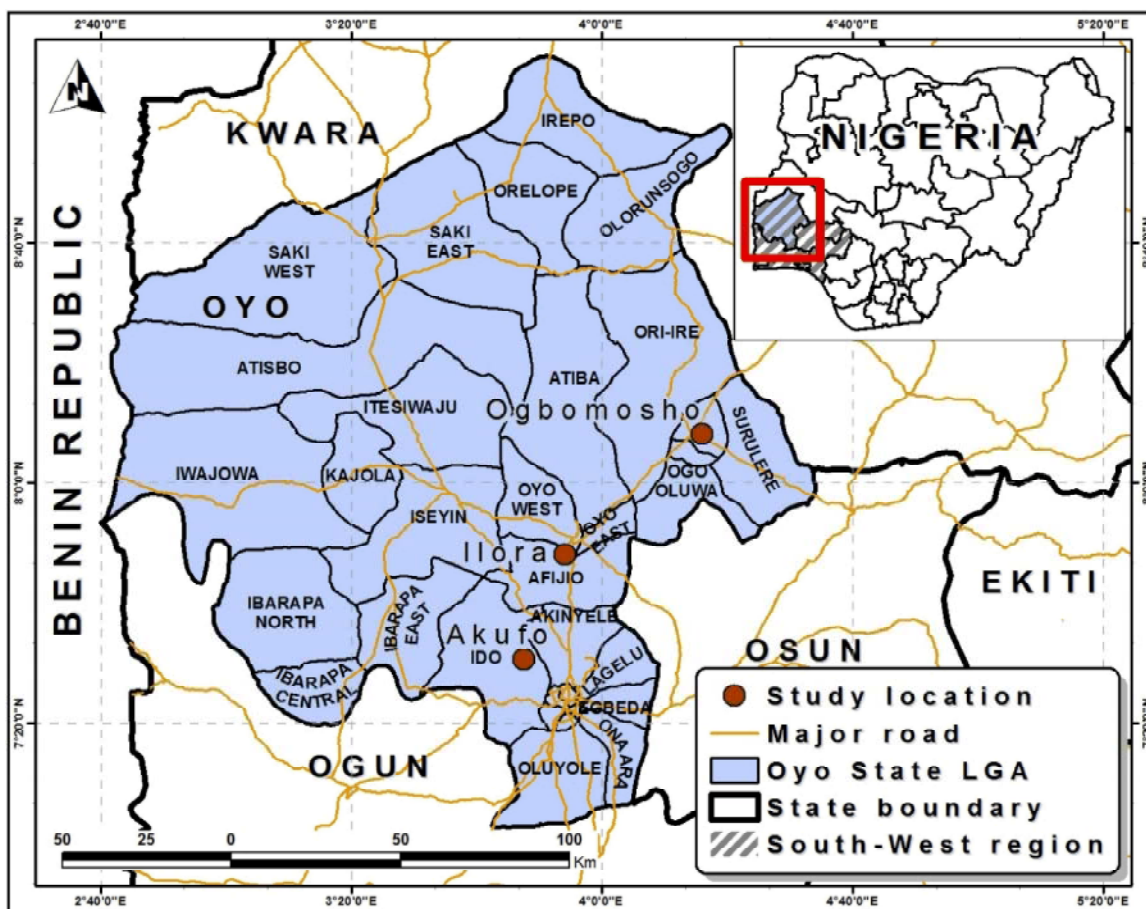 2°40'0"E
3°20'0"E
4°0'0"E
4°40'0"E
5°20'0"E
N
KWARA
NIGERIA
IREPO
ORELOPE
OLORUNSOGO
SAKI
EAST
SAKI
WEST
8°40'0"N
OYO
ORI-IRE
ATISBO
ATIBA
ITESIWAJU
Ogbomosho
SURULERE
BENIN REPUBLIC
IWAJOWA
KAJOLA
OGO
OLUWA
8°0'0"N
OYO
WEST
ISEYIN
OYO EAST
Ilora
AFIJIO
EKITI
IBARAPA
NORTH
IBARAPA
EAST
AKINYELE
Akufo
IDO
OSUN
LAGELU
IBARAPA
CENTRAL
EGBEDA
ONA ARA
7°20'0"N
OGUN
OLUYOLE
Study location
Major road
Oyo State LGA
State boundary
South-West region
50 25 0 50 100
Km
2°40'0"E
3°20'0"E
4°0'0"E
4°40'0"E
5°20'0"E